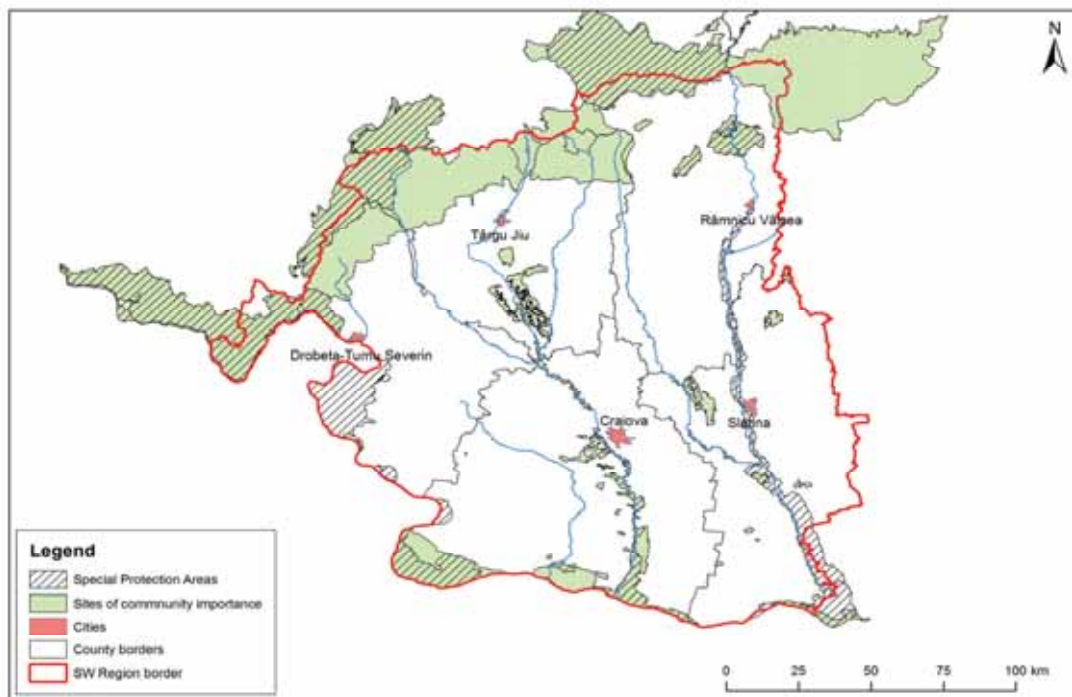 N
Râmnicu Vâlcea
Târgu Jiu
Drobeta-Turnu Severin
Craiova
Slatina
Legend
Special Protection Areas
Sites of commnunity importance
Cities
County borders
SW Region border
0 25 50 75 100 km